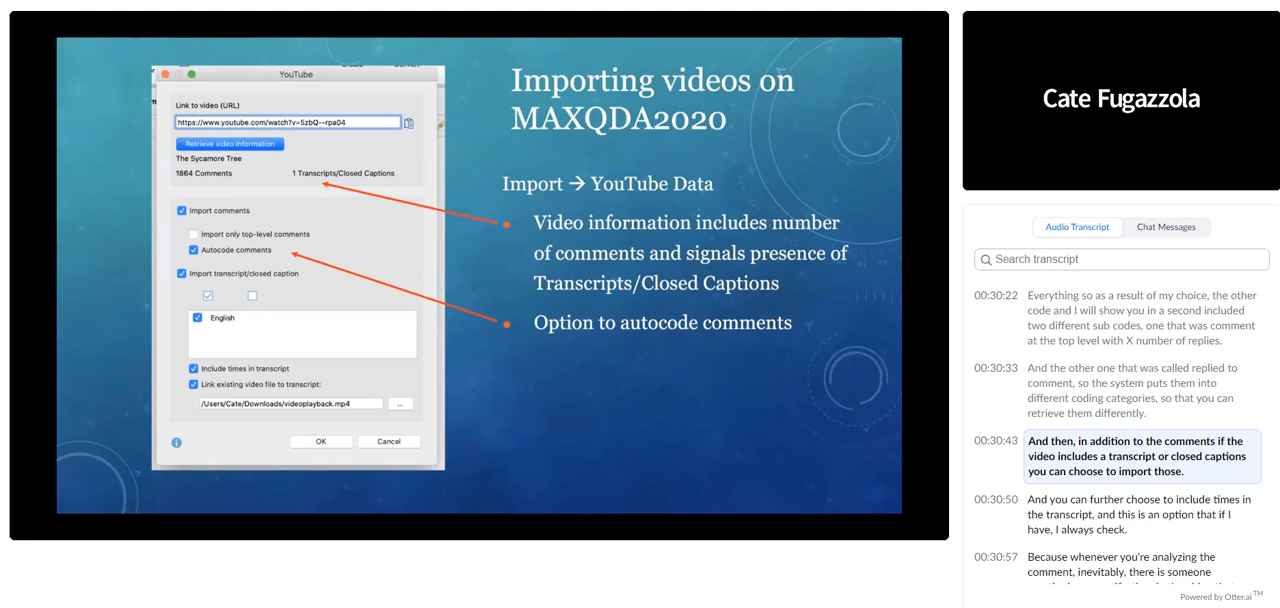 YouTube
Link to video (URL)
https://www.youtube.com/watch?v=5zbQ--rpa04
Retrieve video information
The Sycamore Tree
1864 Comments
1 Transcripts/Closed Captions
Import comments
Import only top-level comments
Autocode comments
Import transcript/closed caption
English
Include times in transcript
Link existing video file to transcript:
/Users/Cate/Downloads/videoplayback.mp4
...
OK
Cancel
Importing videos on
MAXQDA2020
Import → YouTube Data
• Video information includes number
of comments and signals presence of
Transcripts/Closed Captions
• Option to autocode comments
Cate Fugazzola
Audio Transcript
Chat Messages
Search transcript
00:30:22
Everything so as a result of my choice, the other
code and I will show you in a second included
two different sub codes, one that was comment
at the top level with X number of replies.
00:30:33
And the other one that was called replied to
comment, so the system puts them into
different coding categories, so that you can
retrieve them differently.
00:30:43
And then, in addition to the comments if the
video includes a transcript or closed captions
you can choose to import those.
00:30:50
And you can further choose to include times in
the transcript, and this is an option that if I
have, I always check.
00:30:57
Because whenever you're analyzing the
comment, inevitably, there is someone
Powered by Otter.ai TM